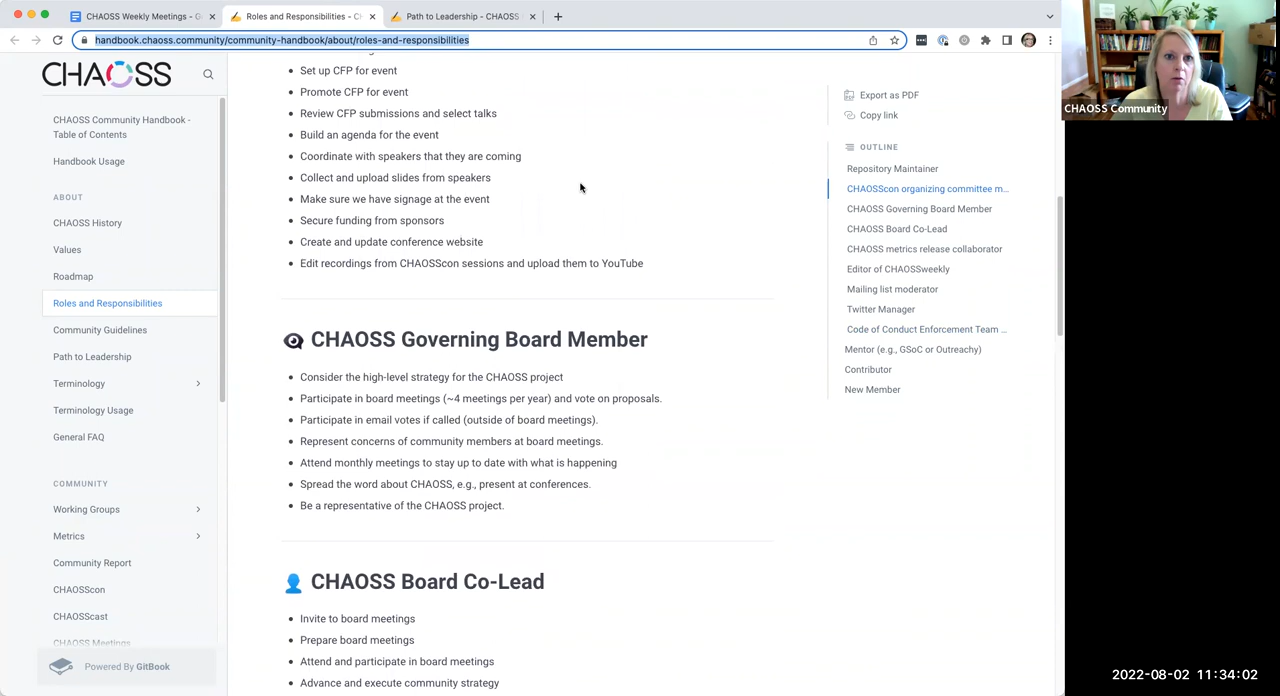 CHAOSS Weekly Meetings - G
Roles and Responsibilities - C
Path to Leadership - CHAOSS
handbook.chaoss.community/community-handbook/about/roles-and-responsibilities
CHAOSS
CHAOSS Community Handbook -
Table of Contents
Handbook Usage
ABOUT
CHAOSS History
Values
Roadmap
Roles and Responsibilities
Community Guidelines
Path to Leadership
Terminology
Terminology Usage
General FAQ
COMMUNITY
Working Groups
Metrics
Community Report
CHAOSScon
CHAOSScast
CHAOSS Meetings
Powered By GitBook
Set up CFP for event
Promote CFP for event
Review CFP submissions and select talks
Build an agenda for the event
Coordinate with speakers that they are coming
Collect and upload slides from speakers
Make sure we have signage at the event
Secure funding from sponsors
Create and update conference website
Edit recordings from CHAOSScon sessions and upload them to YouTube
CHAOSS Governing Board Member
Consider the high-level strategy for the CHAOSS project
Participate in board meetings (~4 meetings per year) and vote on proposals.
Participate in email votes if called (outside of board meetings).
Represent concerns of community members at board meetings.
Attend monthly meetings to stay up to date with what is happening
Spread the word about CHAOSS, e.g., present at conferences.
Be a representative of the CHAOSS project.
CHAOSS Board Co-Lead
Invite to board meetings
Prepare board meetings
Attend and participate in board meetings
Advance and execute community strategy
Export as PDF
Copy link
OUTLINE
Repository Maintainer
CHAOSScon organizing committee m...
CHAOSS Governing Board Member
CHAOSS Board Co-Lead
CHAOSS metrics release collaborator
Editor of CHAOSSweekly
Mailing list moderator
Twitter Manager
Code of Conduct Enforcement Team ...
Mentor (e.g., GSoC or Outreachy)
Contributor
New Member
CHAOSS Community
2022-08-02 11:34:02